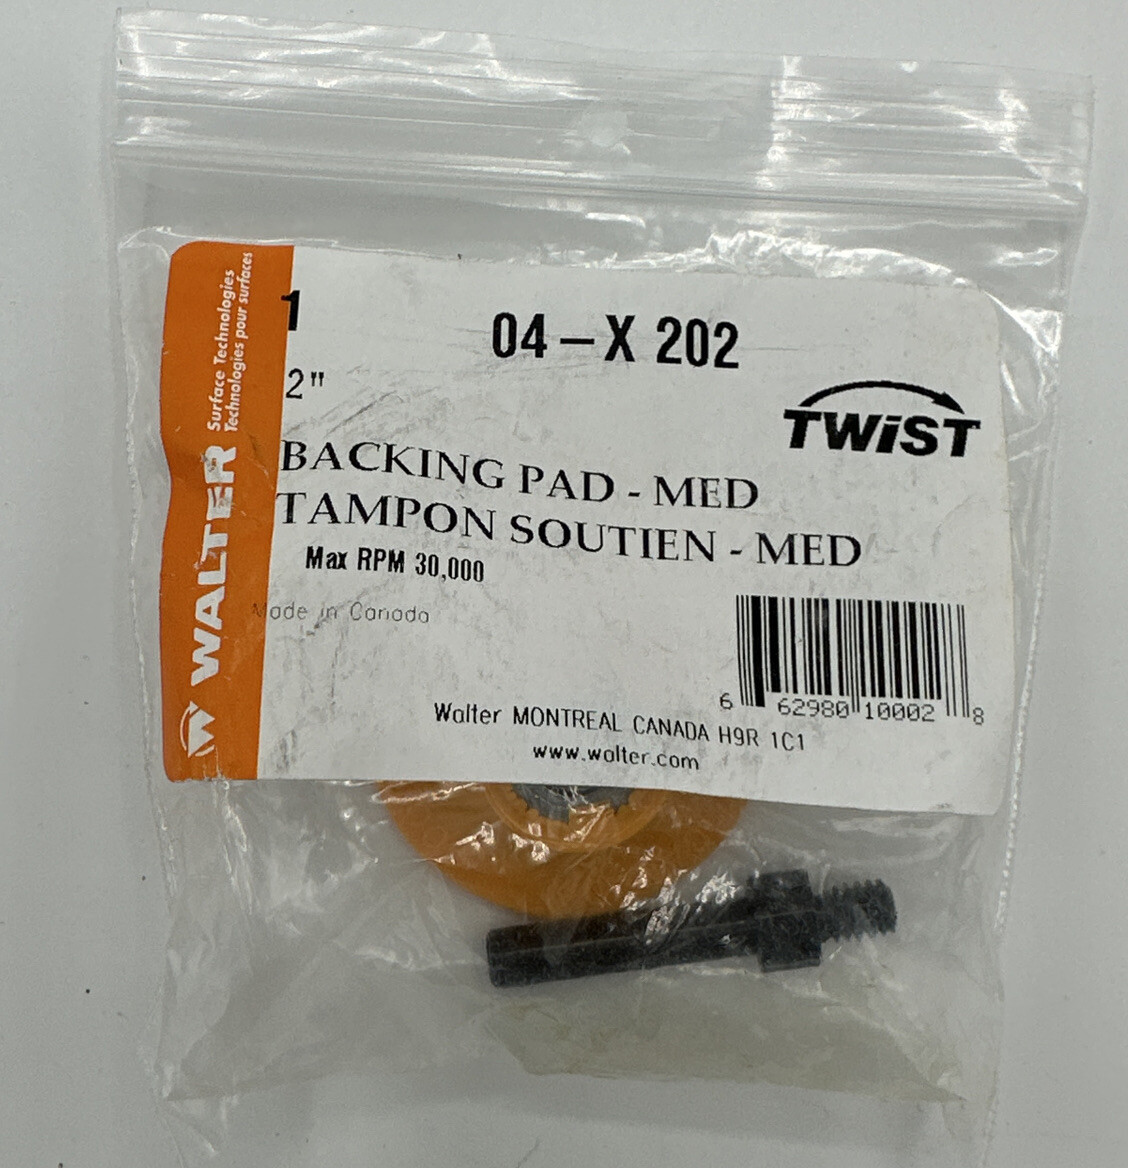 1
04-X 202
2"
TWiST
BACKING PAD - MED
TAMPON SOUTIEN - MED
Max RPM 30,000
Made in Canada
6 62980 10002 8
Walter MONTREAL CANADA H9R 1C1
www.walter.com
WALTER
Surface Technologies
Technologies pour surfaces